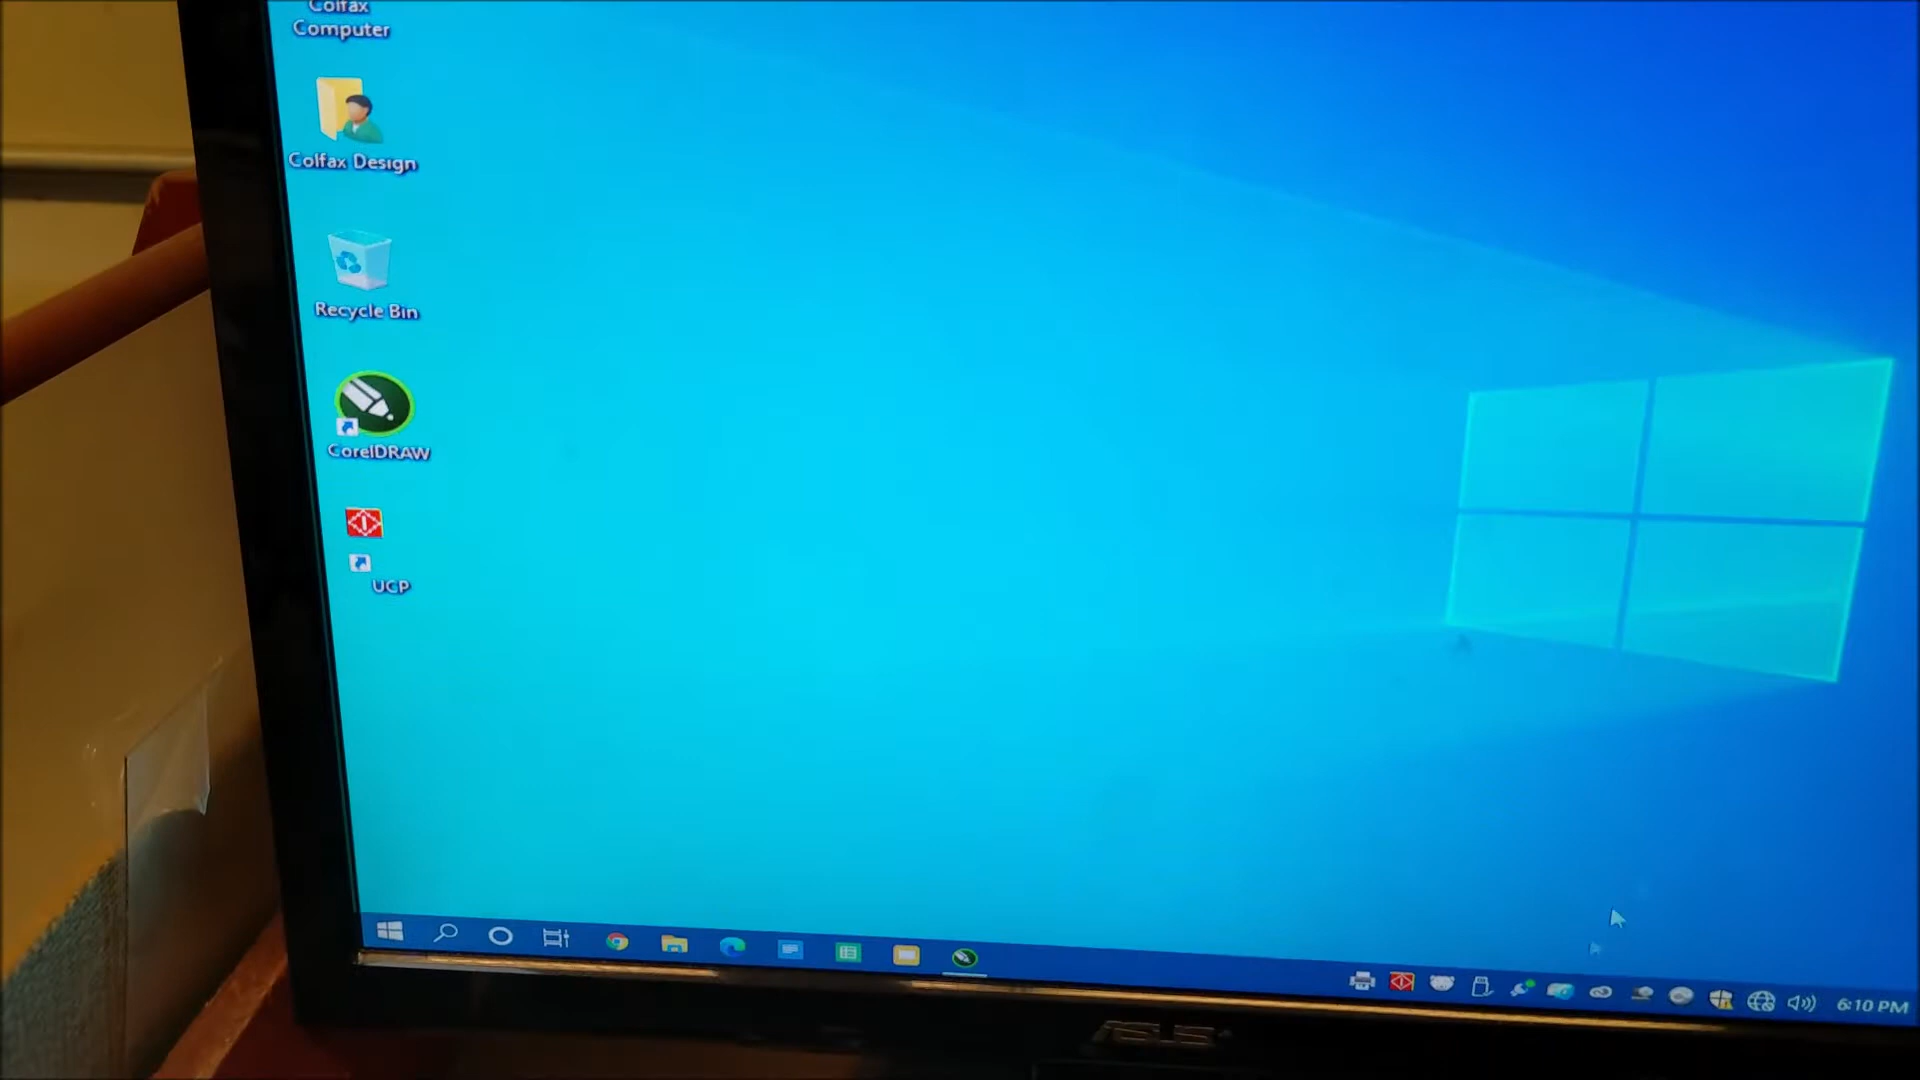 Colfax
Computer
Colfax Design
Recycle Bin
CorelDRAW
UCP
6:10 PM
ASUS